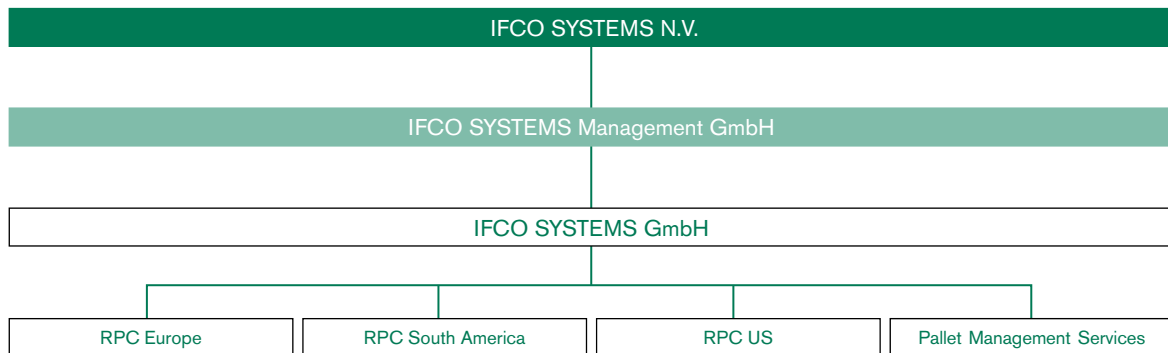 IFCO SYSTEMS N.V.
IFCO SYSTEMS Management GmbH
IFCO SYSTEMS GmbH
RPC Europe
RPC South America
RPC US
Pallet Management Services